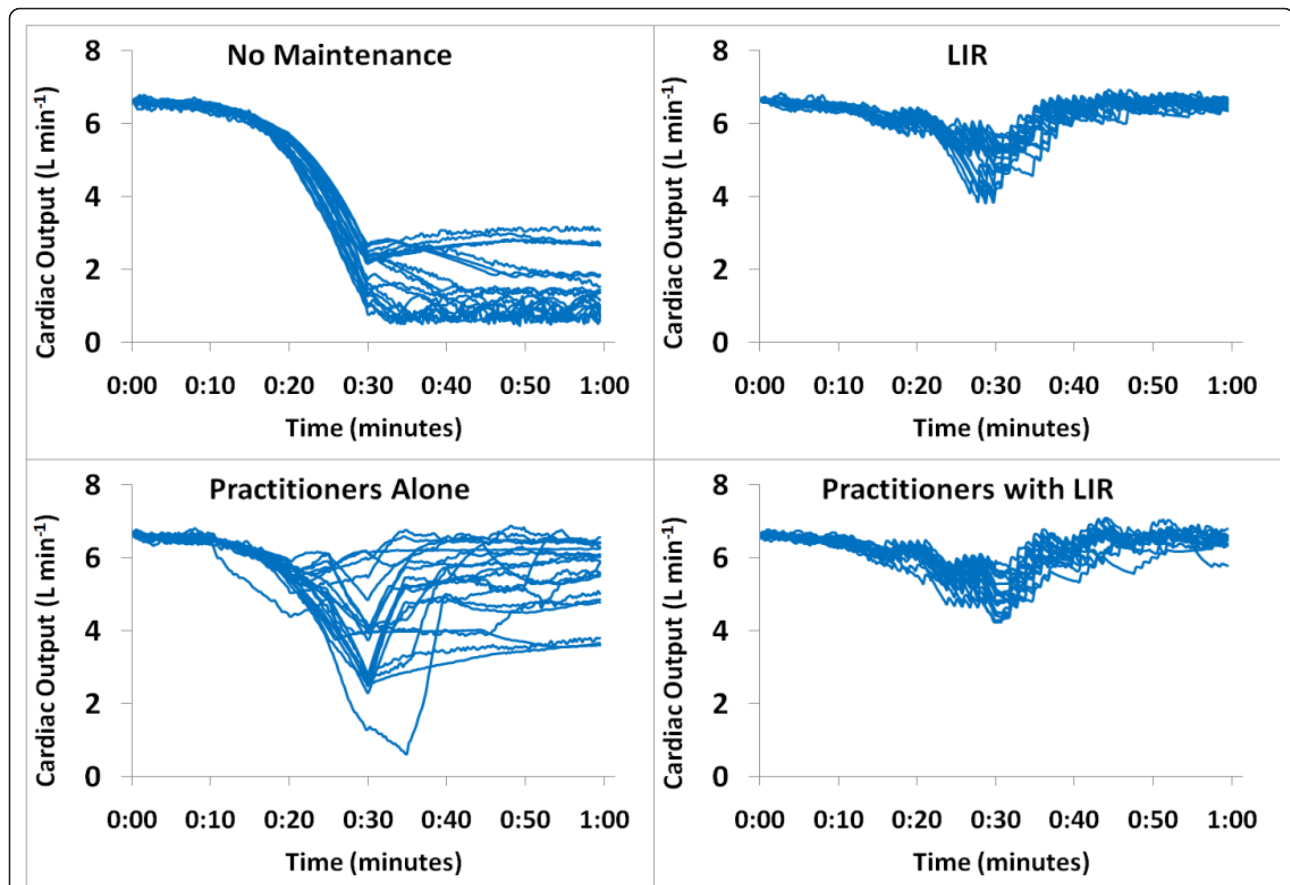 No Maintenance
Cardiac Output (L min⁻¹)
8
6
4
2
0
0:00 0:10 0:20 0:30 0:40 0:50 1:00
Time (minutes)
LIR
Cardiac Output (L min⁻¹)
8
6
4
2
0
0:00 0:10 0:20 0:30 0:40 0:50 1:00
Time (minutes)
Practitioners Alone
Cardiac Output (L min⁻¹)
8
6
4
2
0
0:00 0:10 0:20 0:30 0:40 0:50 1:00
Time (minutes)
Practitioners with LIR
Cardiac Output (L min⁻¹)
8
6
4
2
0
0:00 0:10 0:20 0:30 0:40 0:50 1:00
Time (minutes)